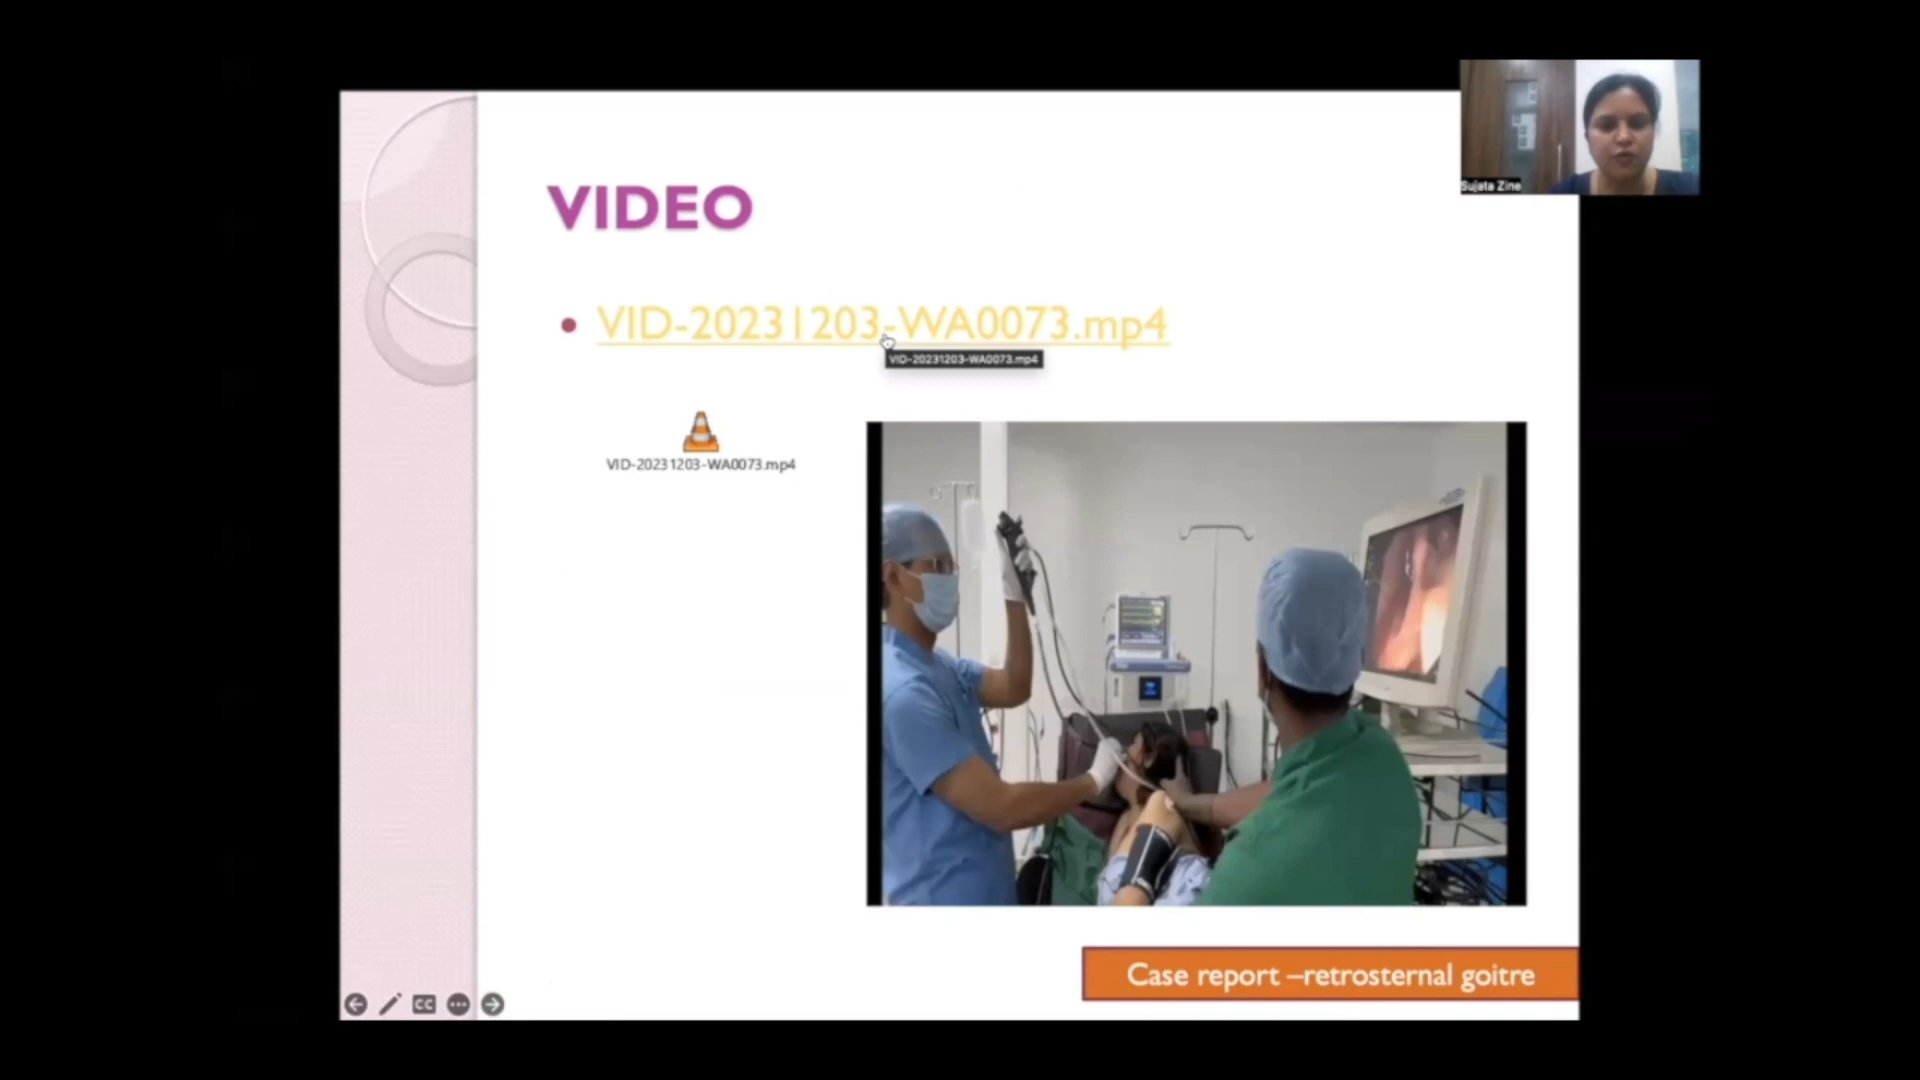 Sujata Zine
VIDEO
• VID-20231203-WA0073.mp4
VID-20231203-WA0073.mp4
VID-20231203-WA0073.mp4
Case report –retrosternal goitre
CC